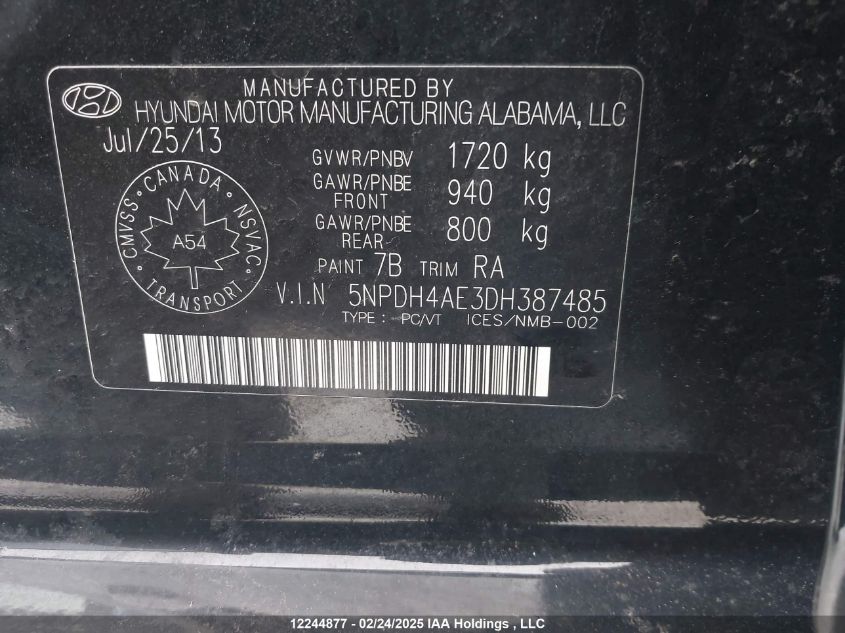 MANUFACTURED BY
HYUNDAI MOTOR MANUFACTURING ALABAMA, LLC
Jul/25/13
GVWR/PNBV 1720 kg
GAWR/PNBE FRONT 940 kg
GAWR/PNBE REAR 800 kg
CANADA
CMVSS NSVAC
A54
TRANSPORT
PAINT 7B TRIM RA
V.I.N 5NPDH4AE3DH387485
TYPE : PC/VT ICES/NMB-002
12244877 - 02/24/2025 IAA Holdings , LLC